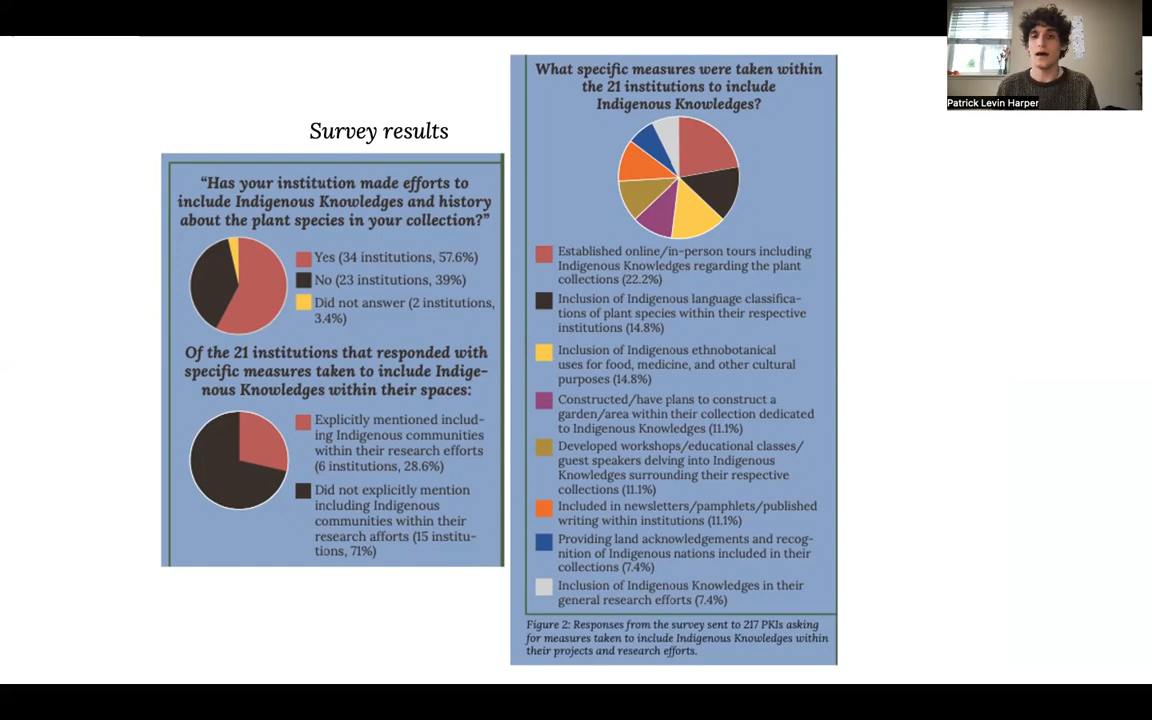 Patrick Levin Harper
Survey results
“Has your institution made efforts to
include Indigenous Knowledges and history
about the plant species in your collection?”
Yes (34 institutions, 57.6%)
No (23 institutions, 39%)
Did not answer (2 institutions,
3.4%)
Of the 21 institutions that responded with
specific measures taken to include Indige-
nous Knowledges within their spaces:
Explicitly mentioned includ-
ing Indigenous communities
within their research efforts
(6 institutions, 28.6%)
Did not explicitly mention
including Indigenous
communities within their
research afforts (15 institu-
tions, 71%)
What specific measures were taken within
the 21 institutions to include
Indigenous Knowledges?
Established online/in-person tours including
Indigenous Knowledges regarding the plant
collections (22.2%)
Inclusion of Indigenous language classifica-
tions of plant species within their respective
institutions (14.8%)
Inclusion of Indigenous ethnobotanical
uses for food, medicine, and other cultural
purposes (14.8%)
Constructed/have plans to construct a
garden/area within their collection dedicated
to Indigenous Knowledges (11.1%)
Developed workshops/educational classes/
guest speakers delving into Indigenous
Knowledges surrounding their respective
collections (11.1%)
Included in newsletters/pamphlets/published
writing within institutions (11.1%)
Providing land acknowledgements and recog-
nition of Indigenous nations included in their
collections (7.4%)
Inclusion of Indigenous Knowledges in their
general research efforts (7.4%)
Figure 2: Responses from the survey sent to 217 PKIs asking
for measures taken to include Indigenous Knowledges within
their projects and research efforts.